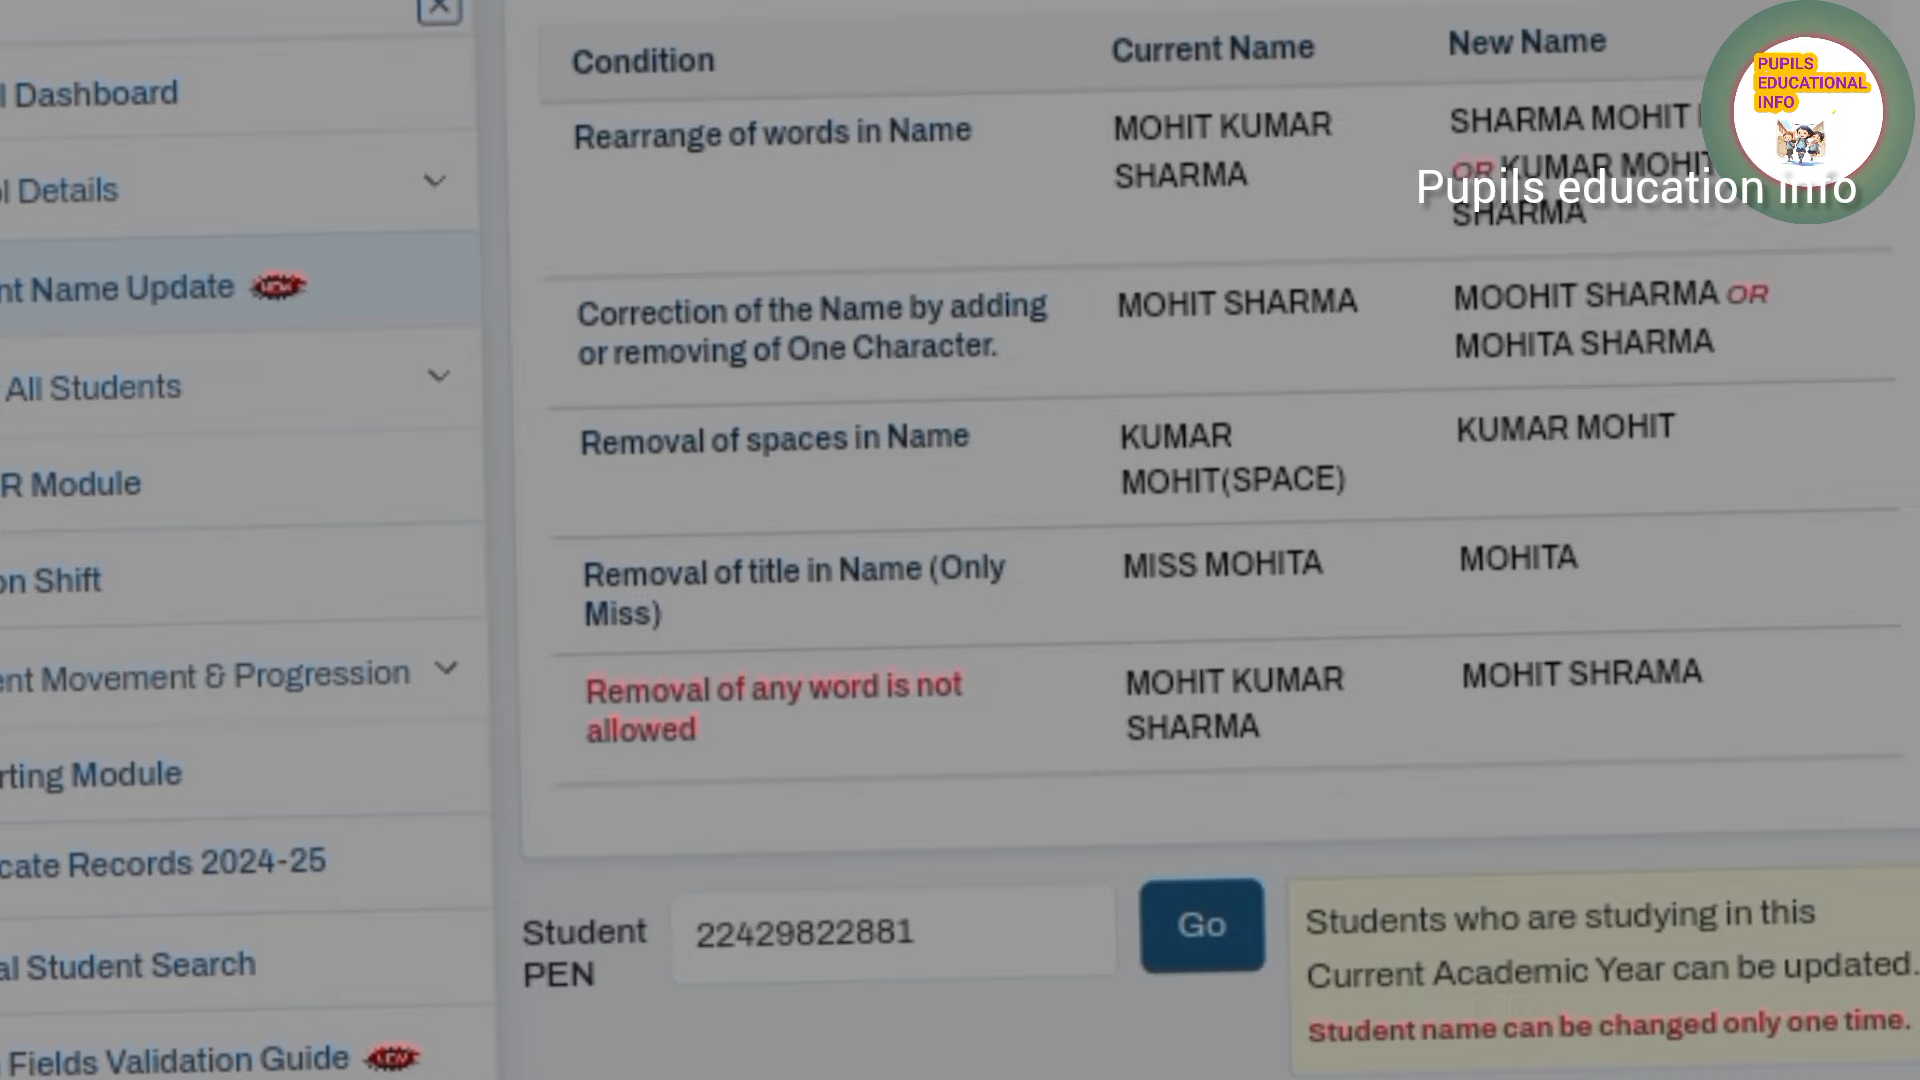 Condition
Current Name
New Name
PUPILS
EDUCATIONAL
INFO
l Dashboard
Rearrange of words in Name
MOHIT KUMAR
SHARMA
SHARMA MOHIT
OR KUMAR MOHIT
SHARMA
Pupils education info
l Details
nt Name Update
Correction of the Name by adding
or removing of One Character.
MOHIT SHARMA
MOOHIT SHARMA OR
MOHITA SHARMA
All Students
Removal of spaces in Name
KUMAR
MOHIT(SPACE)
KUMAR MOHIT
R Module
on Shift
Removal of title in Name (Only
Miss)
MISS MOHITA
MOHITA
ent Movement & Progression
Removal of any word is not
allowed
MOHIT KUMAR
SHARMA
MOHIT SHRAMA
rting Module
cate Records 2024-25
al Student Search
Fields Validation Guide
Student
PEN
22429822881
Go
Students who are studying in this
Current Academic Year can be updated.
Student name can be changed only one time.